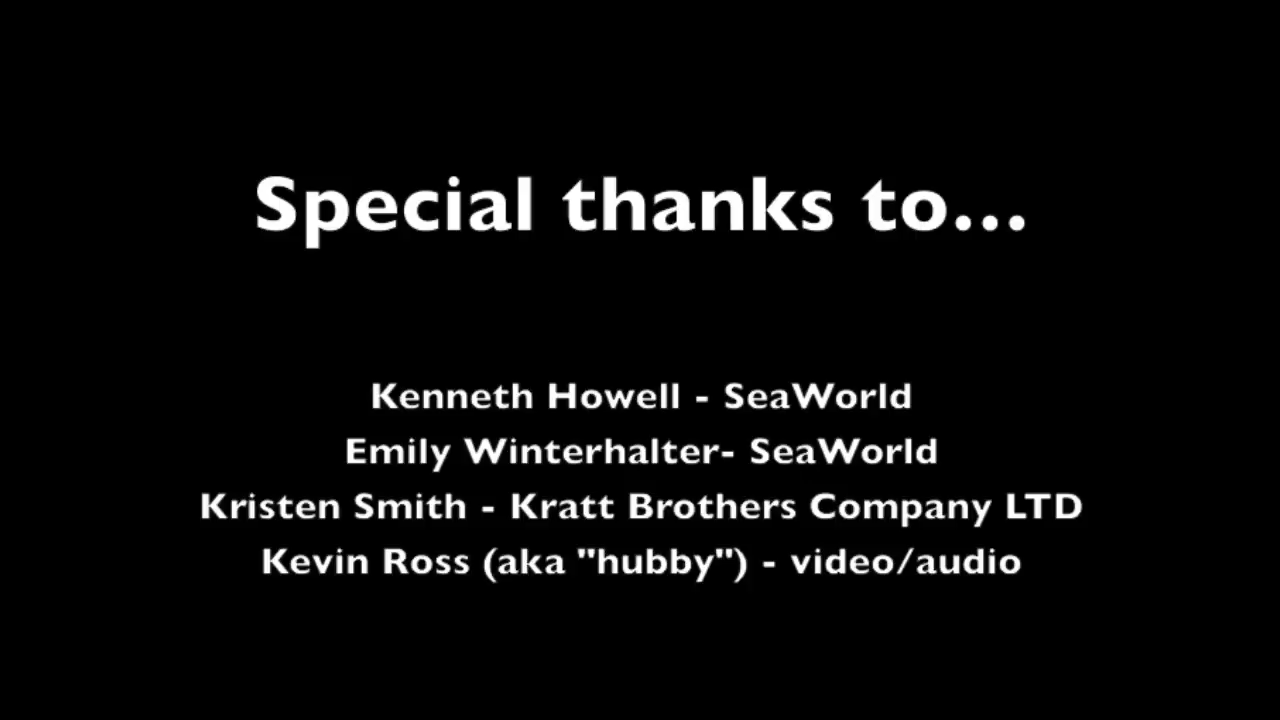 Special thanks to...
Kenneth Howell - SeaWorld
Emily Winterhalter- SeaWorld
Kristen Smith - Kratt Brothers Company LTD
Kevin Ross (aka "hubby") - video/audio